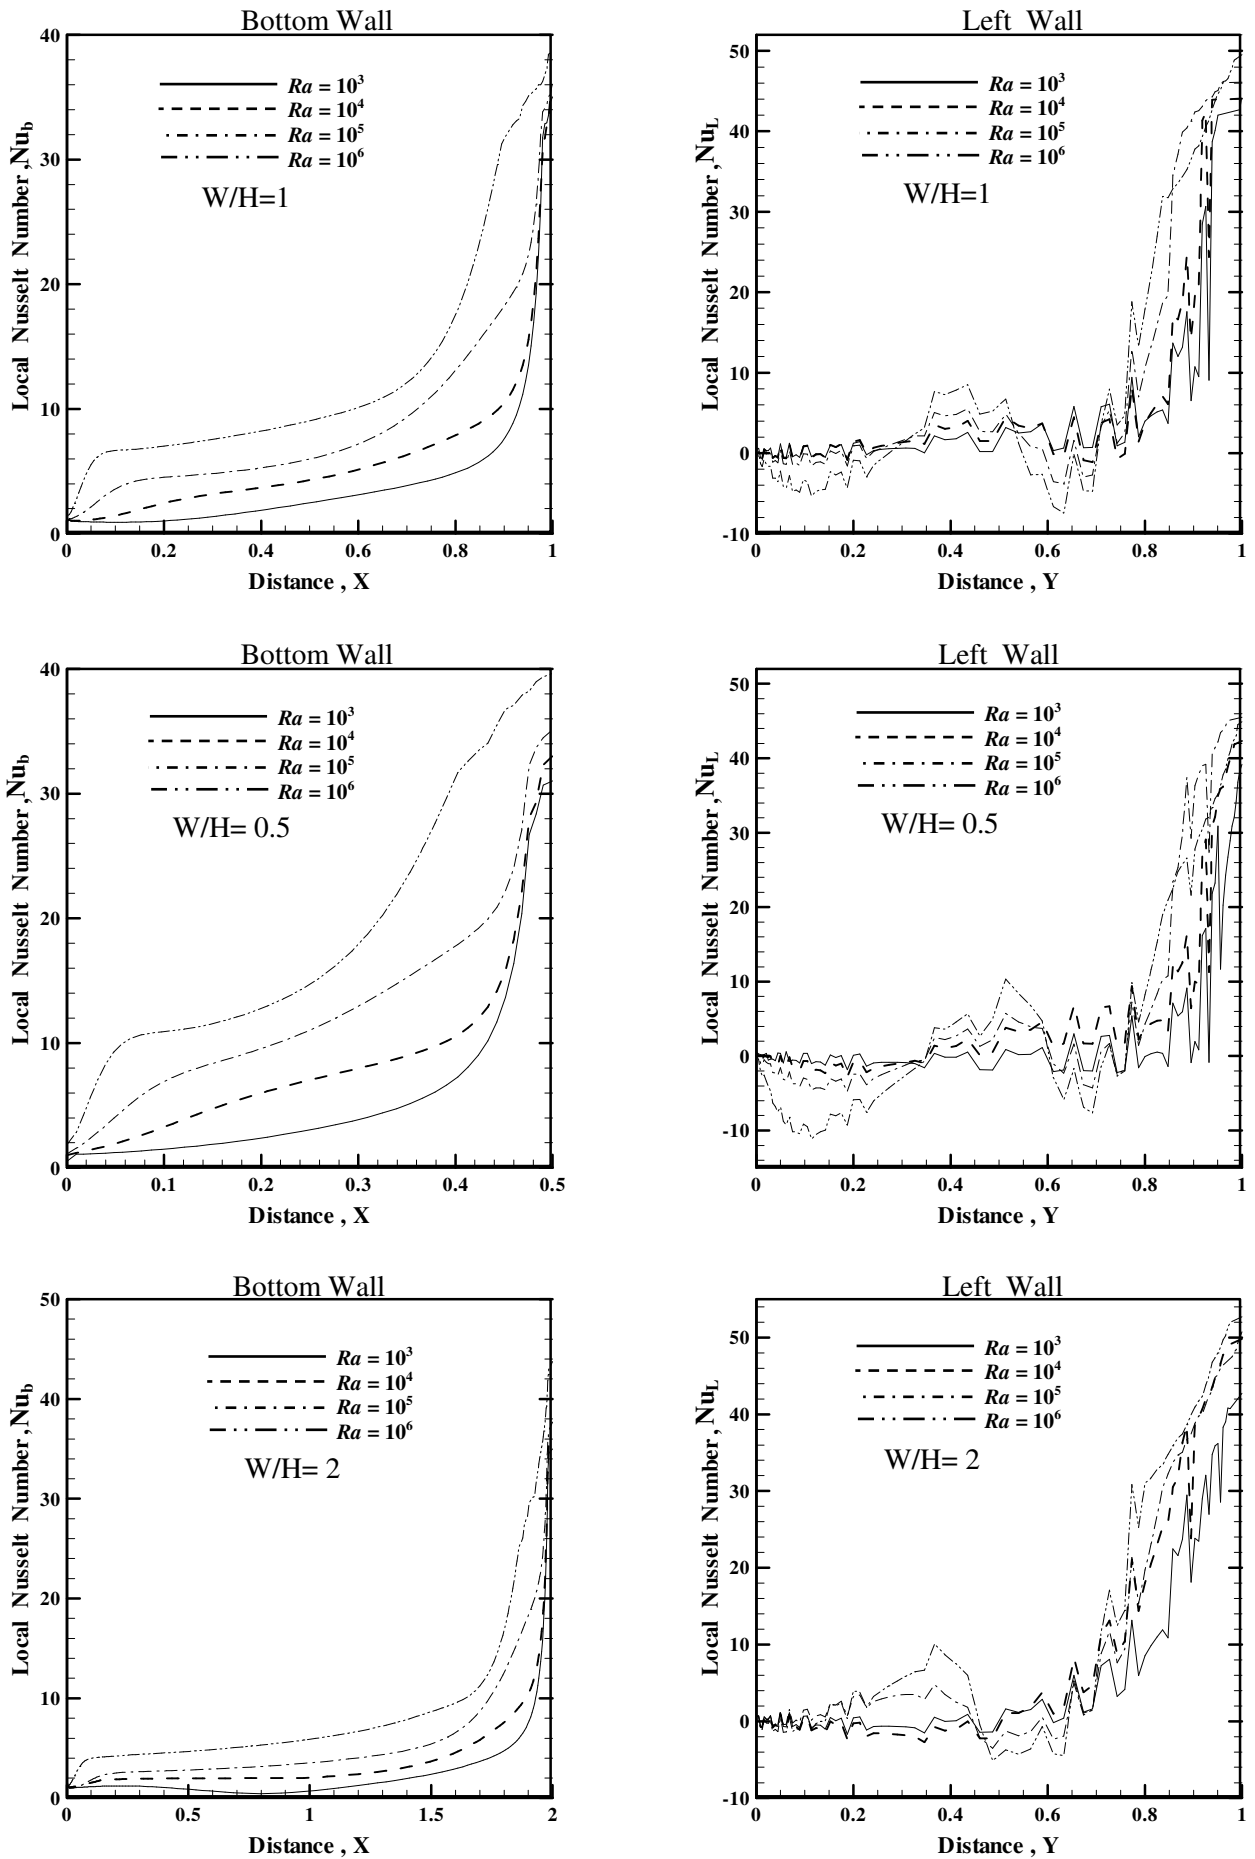 Bottom Wall
Local Nusselt Number ,Nu_b
40
30
20
10
0
Ra = 10³
Ra = 10⁴
Ra = 10⁵
Ra = 10⁶
W/H=1
0 0.2 0.4 0.6 0.8 1
Distance , X
Left Wall
Local Nusselt Number , Nu_L
50
40
30
20
10
0
-10
Ra = 10³
Ra = 10⁴
Ra = 10⁵
Ra = 10⁶
W/H=1
0 0.2 0.4 0.6 0.8 1
Distance , Y
Bottom Wall
Local Nusselt Number ,Nu_b
40
30
20
10
0
Ra = 10³
Ra = 10⁴
Ra = 10⁵
Ra = 10⁶
W/H= 0.5
0 0.1 0.2 0.3 0.4 0.5
Distance , X
Left Wall
Local Nusselt Number , Nu_L
50
40
30
20
10
0
-10
Ra = 10³
Ra = 10⁴
Ra = 10⁵
Ra = 10⁶
W/H= 0.5
0 0.2 0.4 0.6 0.8 1
Distance , Y
Bottom Wall
Local Nusselt Number ,Nu_b
50
40
30
20
10
0
Ra = 10³
Ra = 10⁴
Ra = 10⁵
Ra = 10⁶
W/H= 2
0 0.5 1 1.5 2
Distance , X
Left Wall
Local Nusselt Number , Nu_L
50
40
30
20
10
0
-10
Ra = 10³
Ra = 10⁴
Ra = 10⁵
Ra = 10⁶
W/H= 2
0 0.2 0.4 0.6 0.8 1
Distance , Y